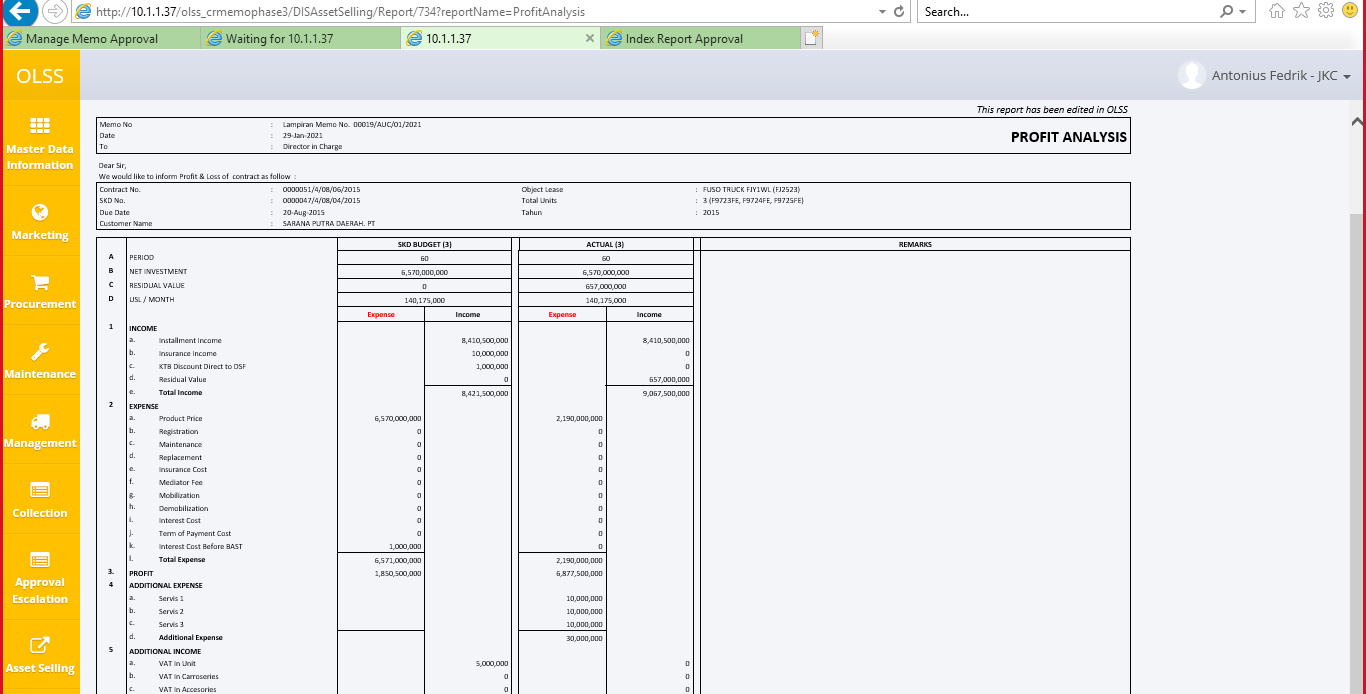 http://10.1.1.37/olss_crmemophase3/DISAssetSelling/Report/734?reportName=ProfitAnalysis
Search...
Manage Memo Approval
Waiting for 10.1.1.37
10.1.1.37
Index Report Approval
OLSS
Antonius Fedrik - JKC
Master Data Information
Marketing
Procurement
Maintenance
Management
Collection
Approval Escalation
Asset Selling
This report has been edited in OLSS
Memo No : Lampiran Memo No. 00019/AUC/01/2021
Date : 29-Jan-2021
To : Director in Charge
PROFIT ANALYSIS
Dear Sir,
We would like to inform Profit & Loss of contract as follow :
Contract No. : 0000051/4/08/06/2015 Object Lease : FUSO TRUCK FJY1WL (FJ2523)
SKD No. : 0000047/4/08/04/2015 Total Units : 3 (F9723FE, F9724FE, F9725FE)
Due Date : 20-Aug-2015 Tahun : 2015
Customer Name : SARANA PUTRA DAERAH. PT
SKD BUDGET (3) ACTUAL (3) REMARKS
A PERIOD 60 60
B NET INVESTMENT 6,570,000,000 6,570,000,000
C RESIDUAL VALUE 0 657,000,000
D USL / MONTH 140,175,000 140,175,000
Expense Income Expense Income
1 INCOME
a. Installment Income 8,410,500,000 8,410,500,000
b. Insurance Income 10,000,000 0
c. KTB Discount Direct to DSF 1,000,000 0
d. Residual Value 0 657,000,000
e. Total Income 8,421,500,000 9,067,500,000
2 EXPENSE
a. Product Price 6,570,000,000 2,190,000,000
b. Registration 0 0
c. Maintenance 0 0
d. Replacement 0 0
e. Insurance Cost 0 0
f. Mediator Fee 0 0
g. Mobilization 0 0
h. Demobilization 0 0
i. Interest Cost 0 0
j. Term of Payment Cost 0 0
k. Interest Cost Before BAST 1,000,000 0
l. Total Expense 6,571,000,000 2,190,000,000
3. PROFIT 1,850,500,000 6,877,500,000
4 ADDITIONAL EXPENSE
a. Servis 1 10,000,000
b. Servis 2 10,000,000
c. Servis 3 10,000,000
d. Additional Expense 30,000,000
5 ADDITIONAL INCOME
a. VAT in Unit 5,000,000 0
b. VAT in Carroseries 0 0
c. VAT in Accesories 0 0